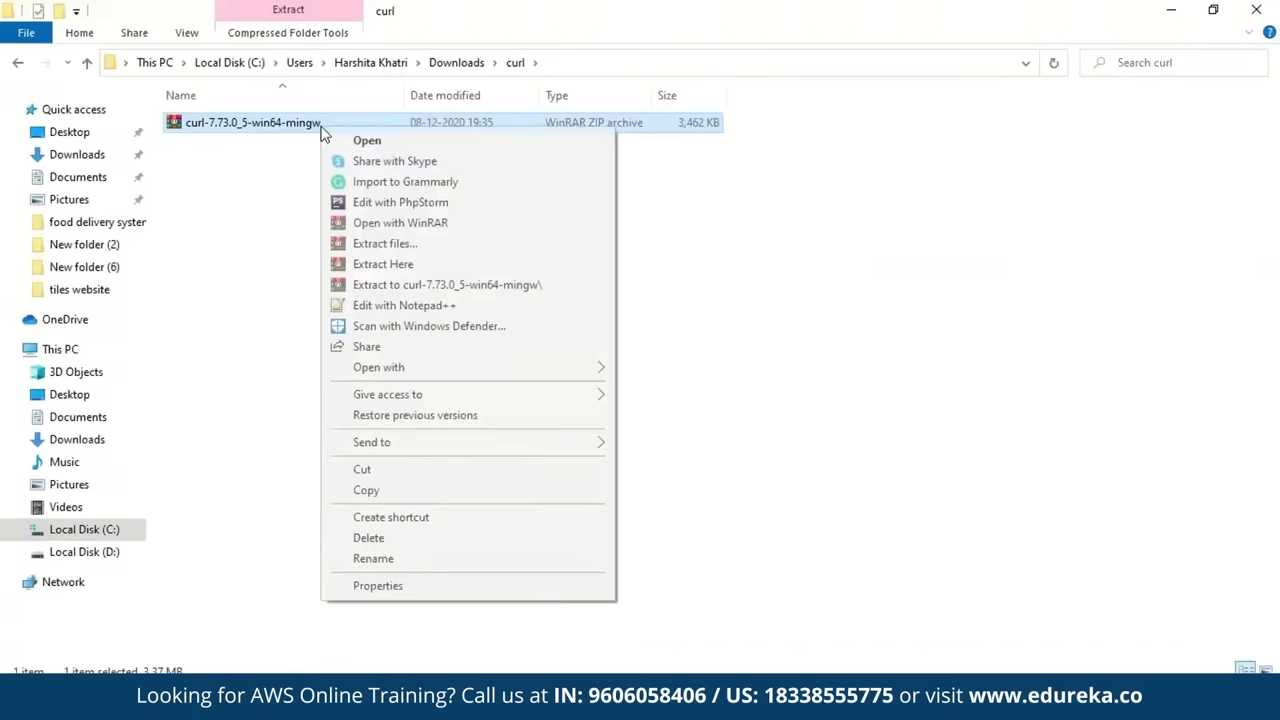 Extract
curl
File
Home
Share
View
Compressed Folder Tools
This PC
Local Disk (C:)
Users
Harshita Khatri
Downloads
curl
Search curl
Name
Date modified
Type
Size
curl-7.73.0_5-win64-mingw
08-12-2020 19:35
WinRAR ZIP archive
3,462 KB
Quick access
Desktop
Downloads
Documents
Pictures
food delivery syster
New folder (2)
New folder (6)
tiles website
OneDrive
This PC
3D Objects
Desktop
Documents
Downloads
Music
Pictures
Videos
Local Disk (C:)
Local Disk (D:)
Network
Open
Share with Skype
Import to Grammarly
Edit with PhpStorm
Open with WinRAR
Extract files...
Extract Here
Extract to curl-7.73.0_5-win64-mingw\
Edit with Notepad++
Scan with Windows Defender...
Share
Open with
Give access to
Restore previous versions
Send to
Cut
Copy
Create shortcut
Delete
Rename
Properties
1 item 1 item selected 3.37 MB
Looking for AWS Online Training? Call us at IN: 9606058406 / US: 18338555775 or visit www.edureka.co